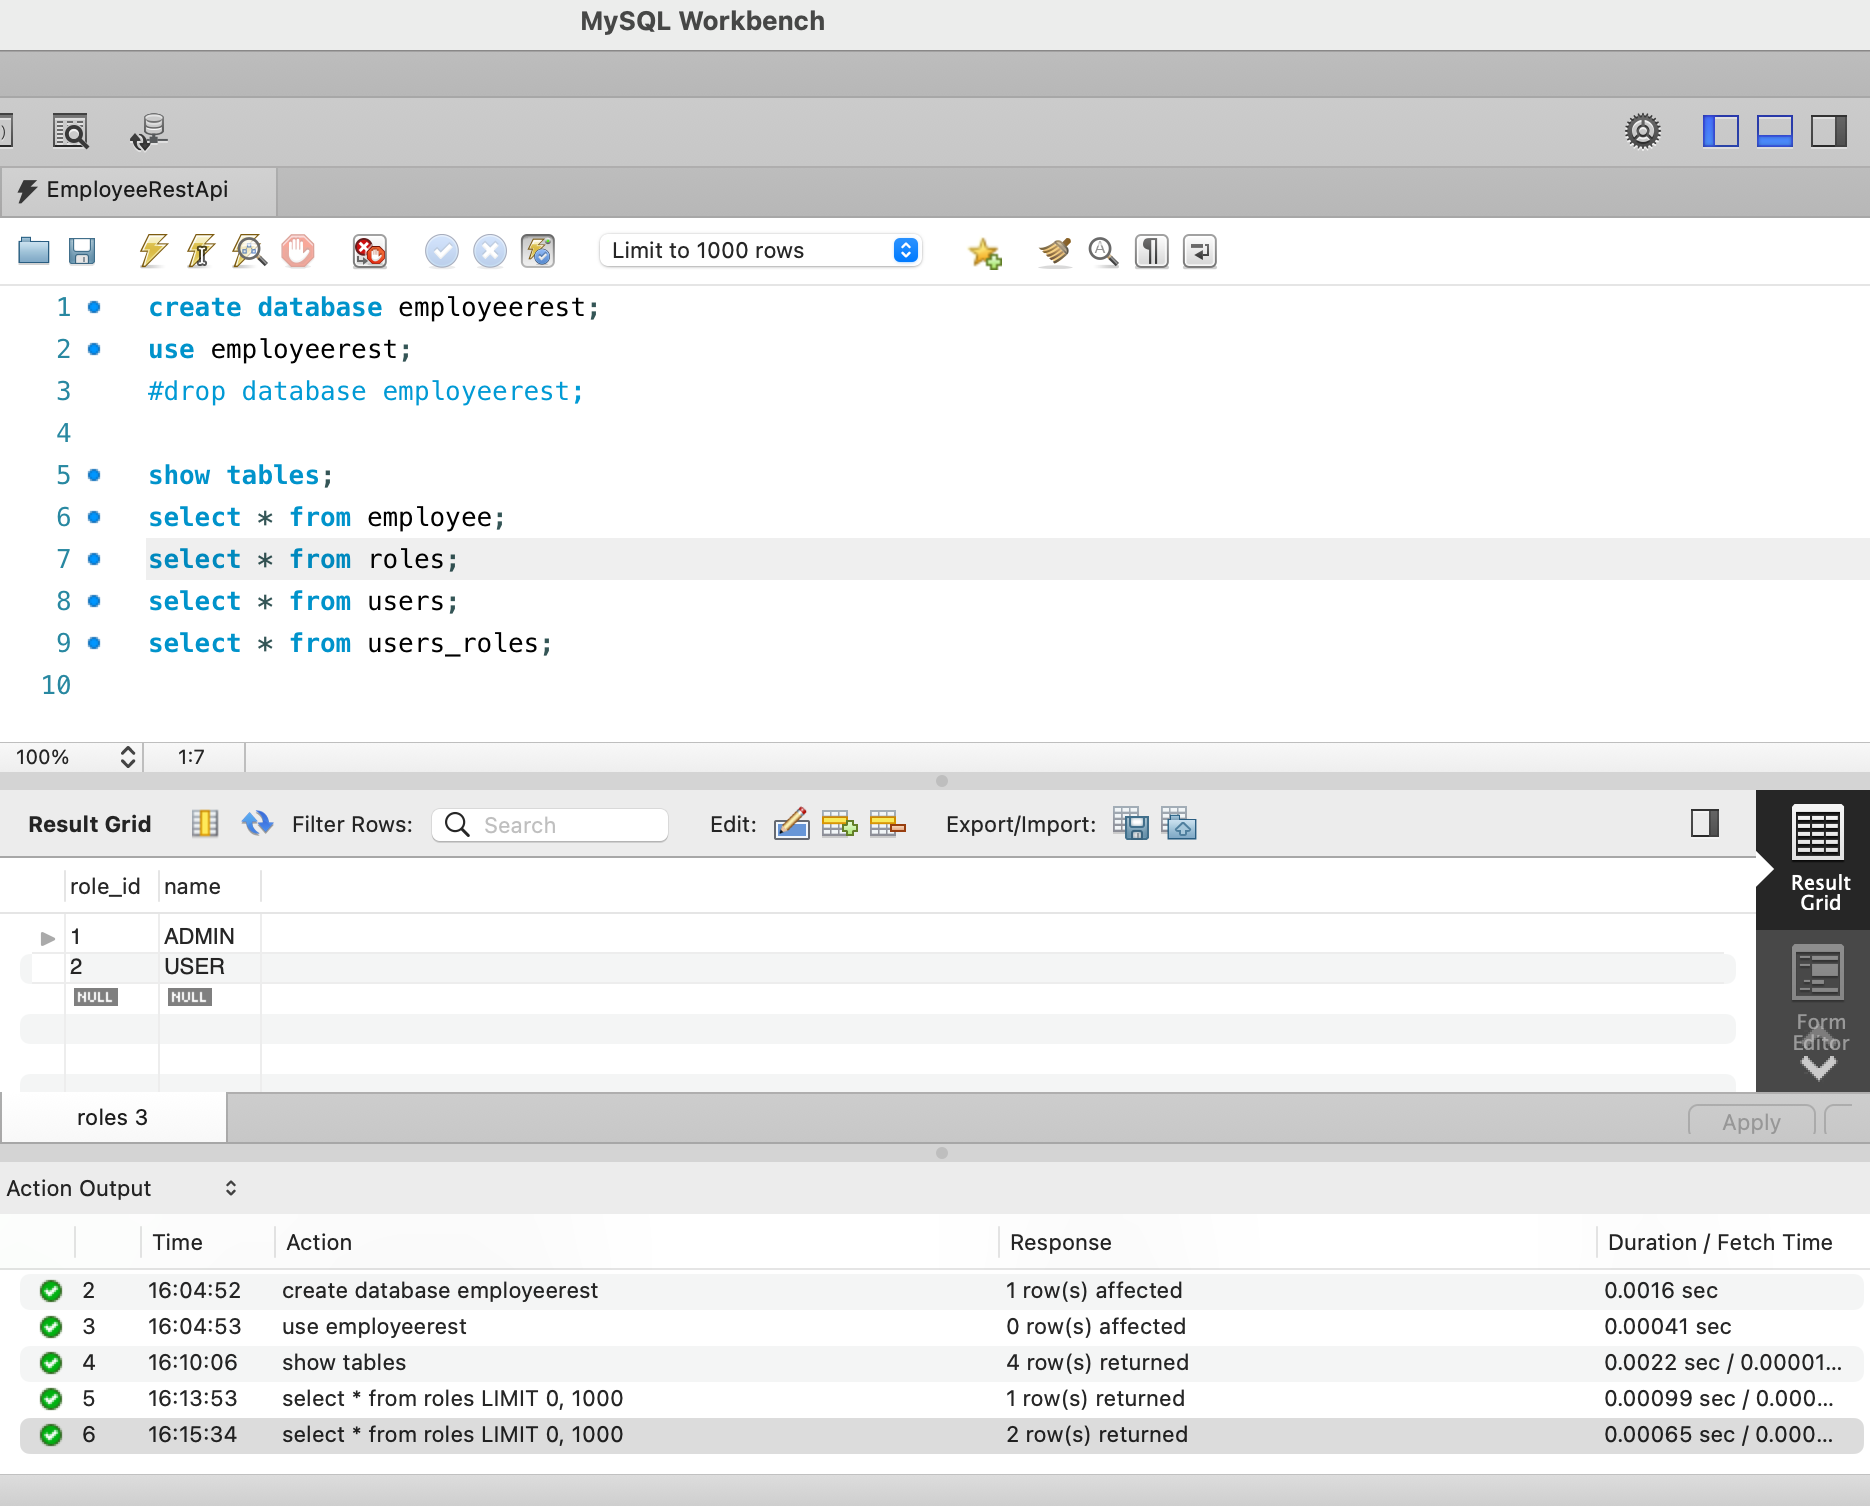 MySQL Workbench
EmployeeRestApi
Limit to 1000 rows
1 create database employeerest;
2 use employeerest;
3 #drop database employeerest;
4
5 show tables;
6 select * from employee;
7 select * from roles;
8 select * from users;
9 select * from users_roles;
10
100% 1:7
Result Grid Filter Rows: Search Edit: Export/Import:
Result
Grid
role_id name
1 ADMIN
2 USER
NULL NULL
Form
Editor
roles 3 Apply
Action Output
Time Action Response Duration / Fetch Time
2 16:04:52 create database employeerest 1 row(s) affected 0.0016 sec
3 16:04:53 use employeerest 0 row(s) affected 0.00041 sec
4 16:10:06 show tables 4 row(s) returned 0.0022 sec / 0.00001...
5 16:13:53 select * from roles LIMIT 0, 1000 1 row(s) returned 0.00099 sec / 0.000...
6 16:15:34 select * from roles LIMIT 0, 1000 2 row(s) returned 0.00065 sec / 0.000...